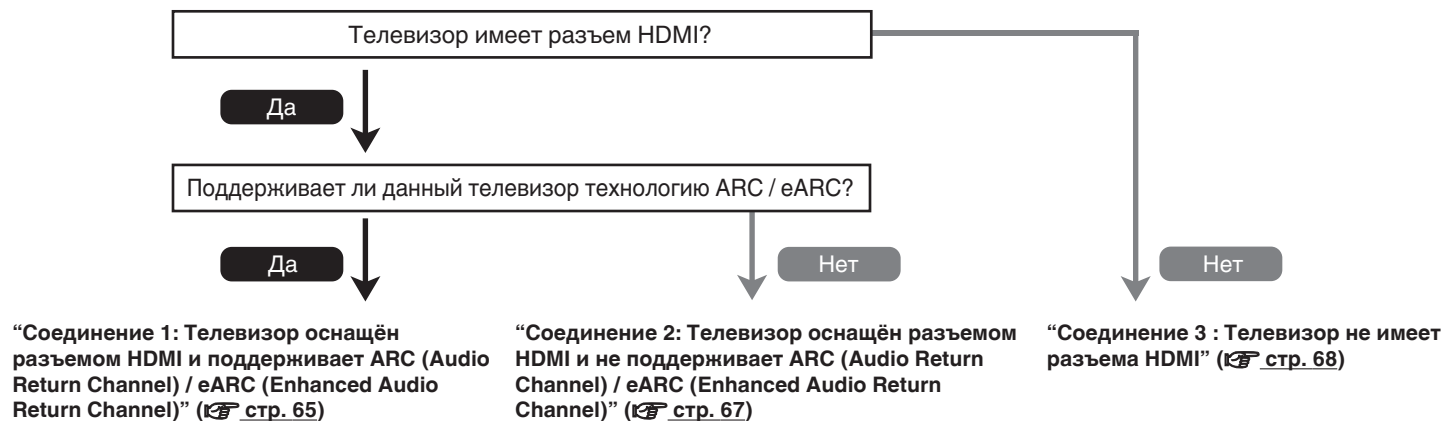 Телевизор имеет разъем HDMI?
Да
Поддерживает ли данный телевизор технологию ARC / eARC?
Да
Нет
Нет
“Соединение 1: Телевизор оснащён
разъемом HDMI и поддерживает ARC (Audio
Return Channel) / eARC (Enhanced Audio
Return Channel)” (☞ стр. 65)
“Соединение 2: Телевизор оснащён разъемом
HDMI и не поддерживает ARC (Audio Return
Channel) / eARC (Enhanced Audio Return
Channel)” (☞ стр. 67)
“Соединение 3 : Телевизор не имеет
разъема HDMI” (☞ стр. 68)